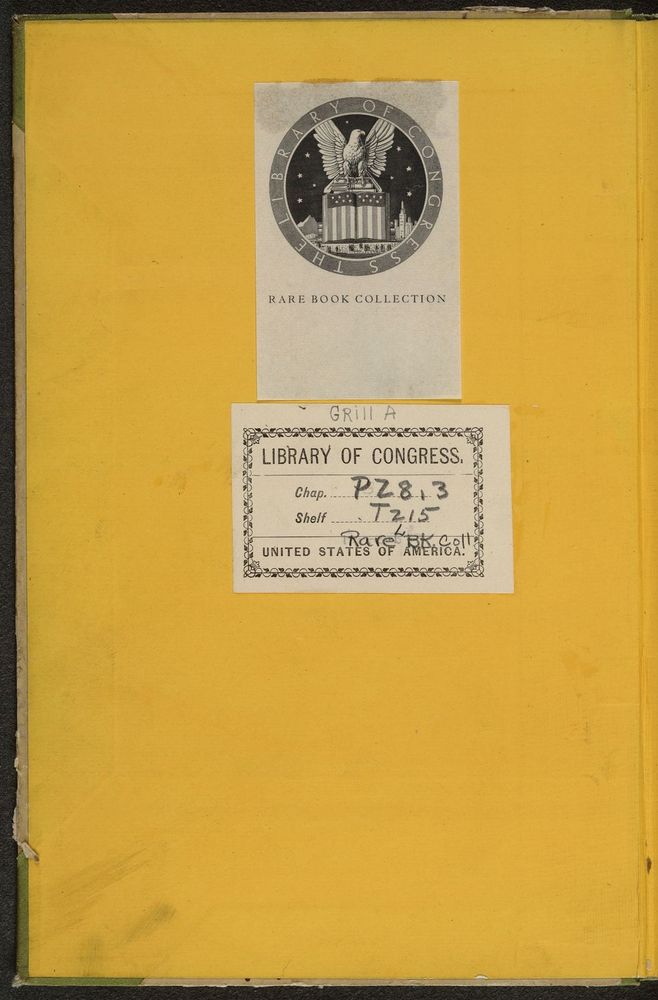 THE LIBRARY OF CONGRESS
RARE BOOK COLLECTION
GRill A
LIBRARY OF CONGRESS.
Chap. PZ8.3
Shelf .T215
L
Rare BK. Coll
UNITED STATES OF AMERICA.